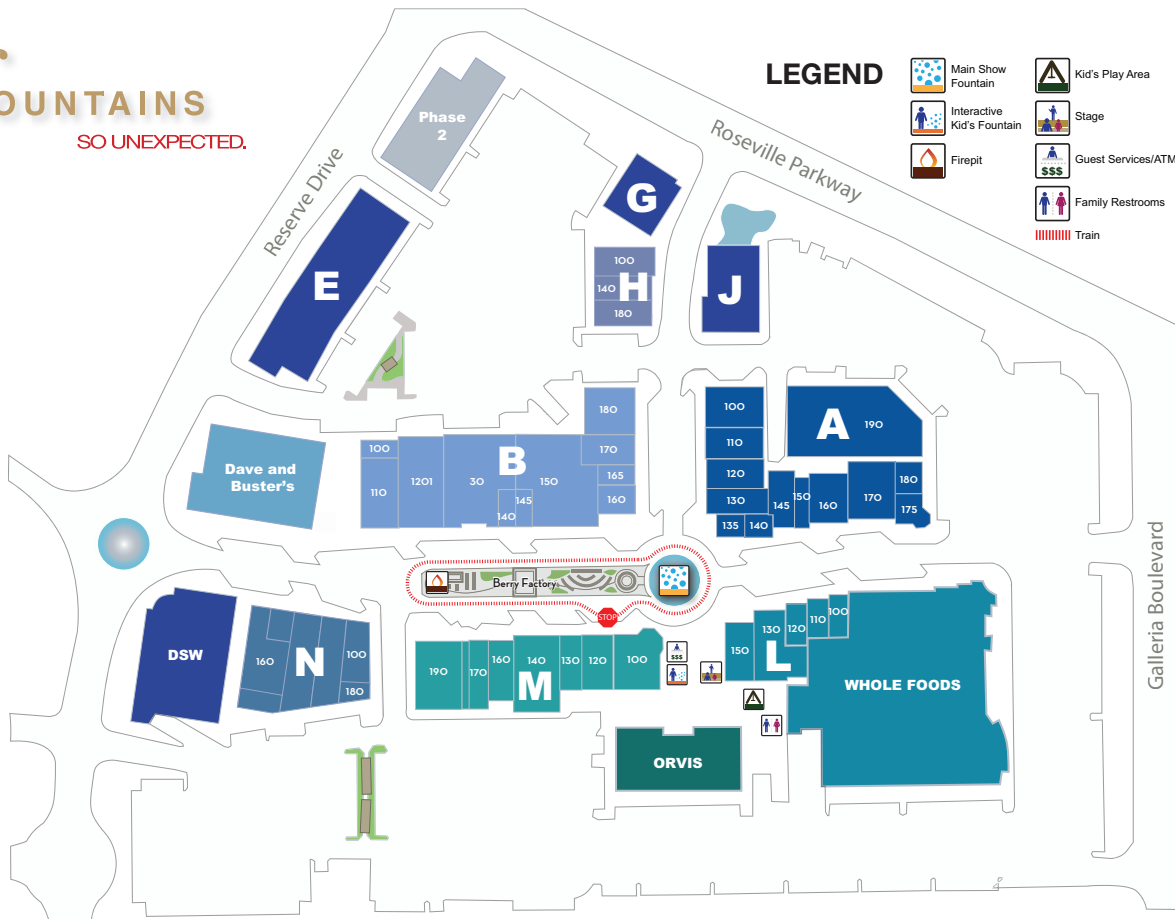 OUNTAINS
SO UNEXPECTED.
LEGEND
Main Show
Fountain
Interactive
Kid's Fountain
Firepit
Kid's Play Area
Stage
$$$
Guest Services/ATM
Family Restrooms
Train
Reserve Drive
Roseville Parkway
Galleria Boulevard
Phase
2
E
G
100
140
H
180
J
Dave and
Buster's
B
100
110
1201
30
140
145
150
180
170
165
160
A
100
110
120
130
135
140
145
150
160
170
180
175
190
Berry Factory
STOP
DSW
N
160
100
180
M
190
170
160
140
130
120
100
$$$
L
150
130
120
110
100
WHOLE FOODS
ORVIS